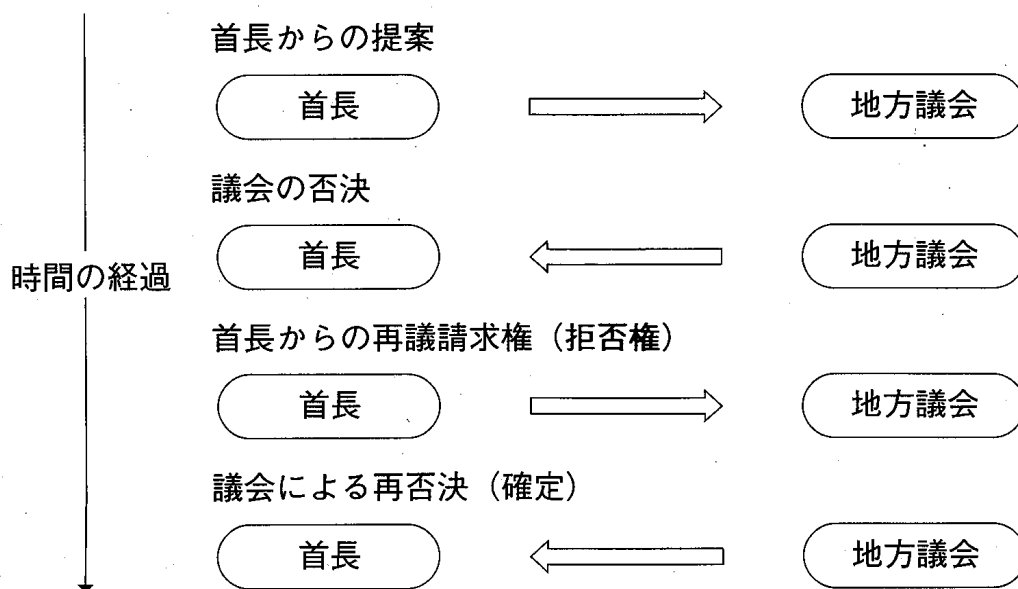 首長からの提案
首長
地方議会
議会の否決
首長
地方議会
時間の経過
首長からの再議請求権（拒否権）
首長
地方議会
議会による再否決（確定）
首長
地方議会